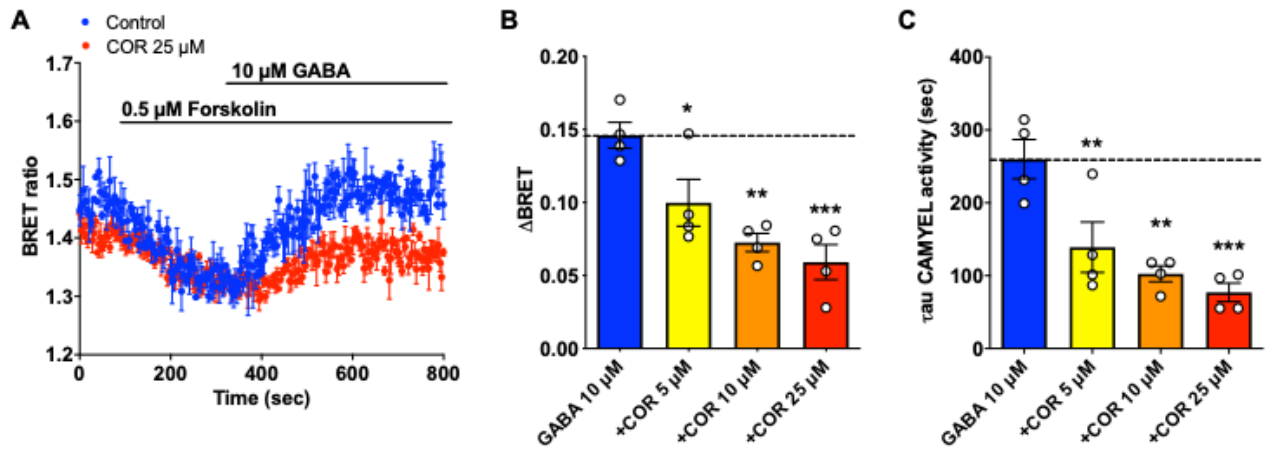 A
Control
COR 25 µM
1.7
1.6
1.5
1.4
1.3
1.2
BRET ratio
10 µM GABA
0.5 µM Forskolin
0
200
400
600
800
Time (sec)
B
0.20
0.15
0.10
0.05
0.00
ΔBRET
*
**
***
GABA 10 µM
+COR 5 µM
+COR 10 µM
+COR 25 µM
C
400
300
200
100
0
τau CAMYEL activity (sec)
**
**
***
GABA 10 µM
+COR 5 µM
+COR 10 µM
+COR 25 µM